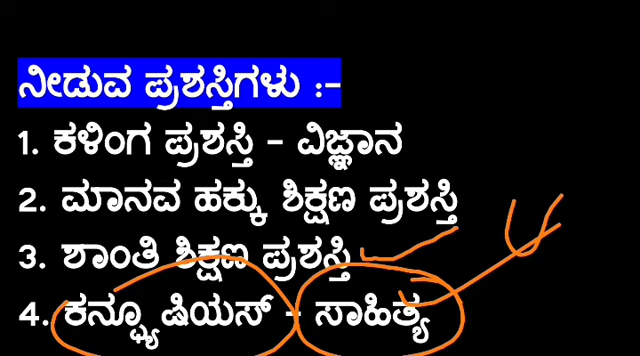 ನೀಡುವ ಪ್ರಶಸ್ತಿಗಳು :-
1. ಕಳಿಂಗ ಪ್ರಶಸ್ತಿ - ವಿಜ್ಞಾನ
2. ಮಾನವ ಹಕ್ಕು ಶಿಕ್ಷಣ ಪ್ರಶಸ್ತಿ
3. ಶಾಂತಿ ಶಿಕ್ಷಣ ಪ್ರಶಸ್ತಿ
4. ಕನ್ಫ್ಯೂಷಿಯಸ್ - ಸಾಹಿತ್ಯ